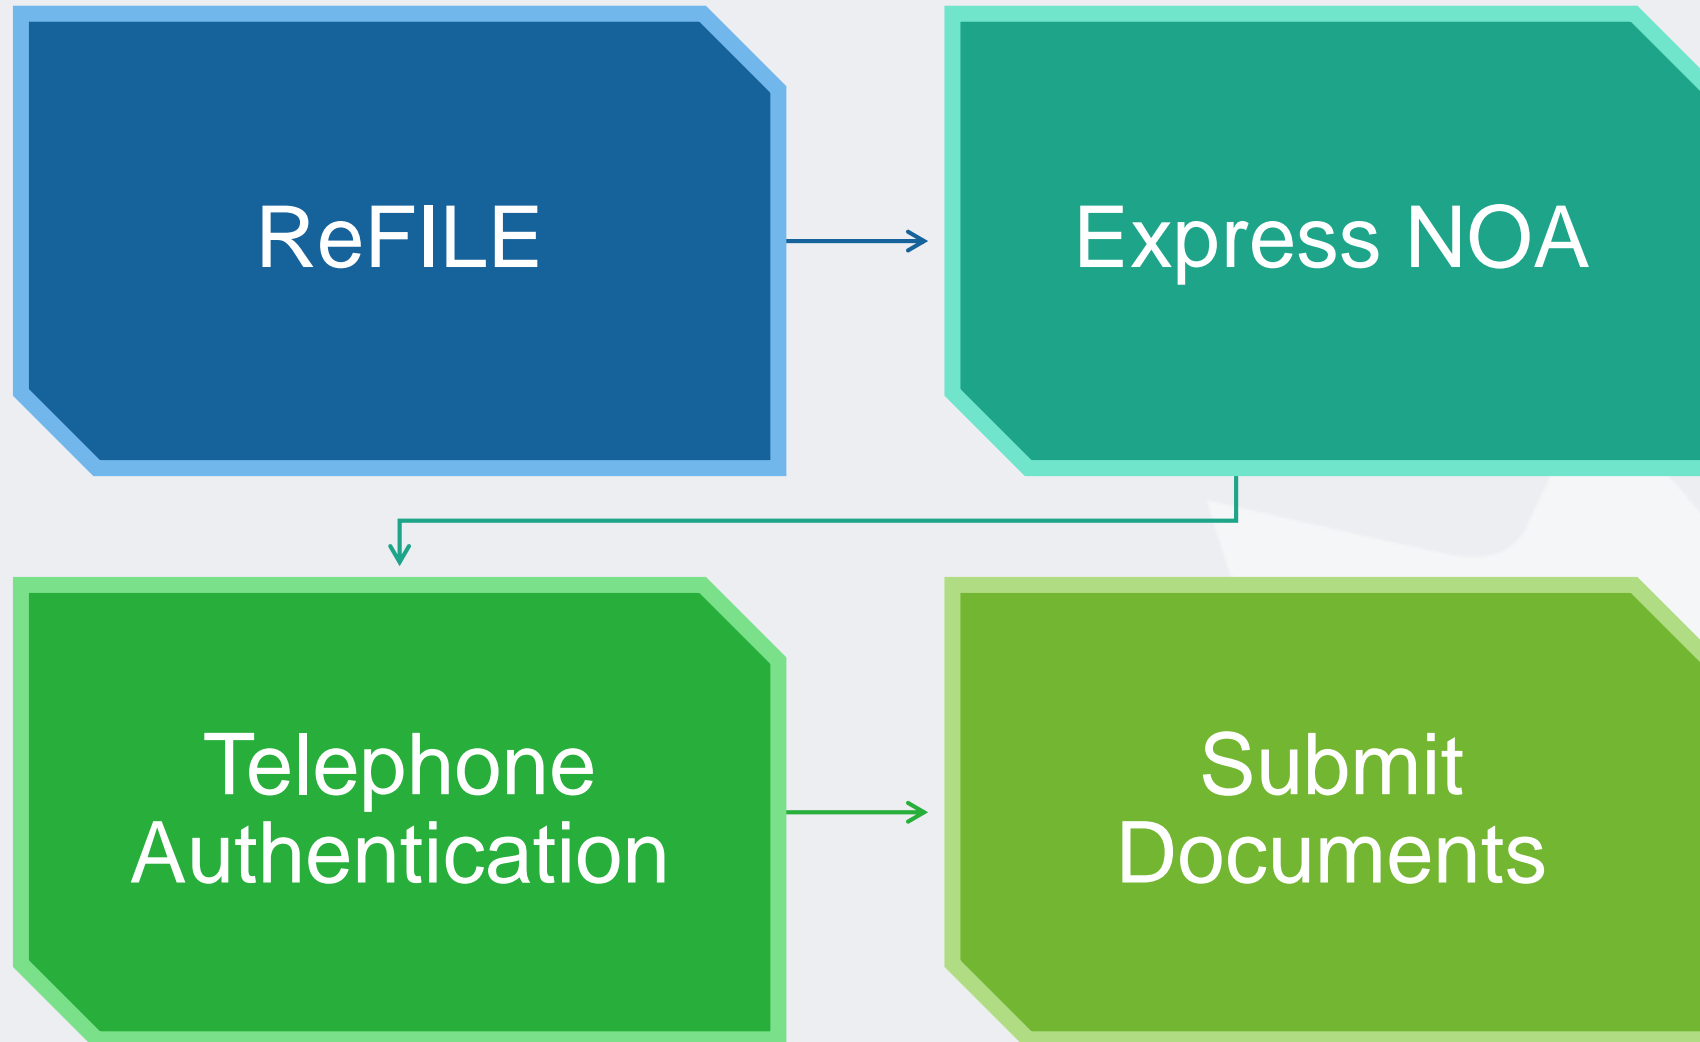 ReFILE
Express NOA
Telephone
Authentication
Submit
Documents